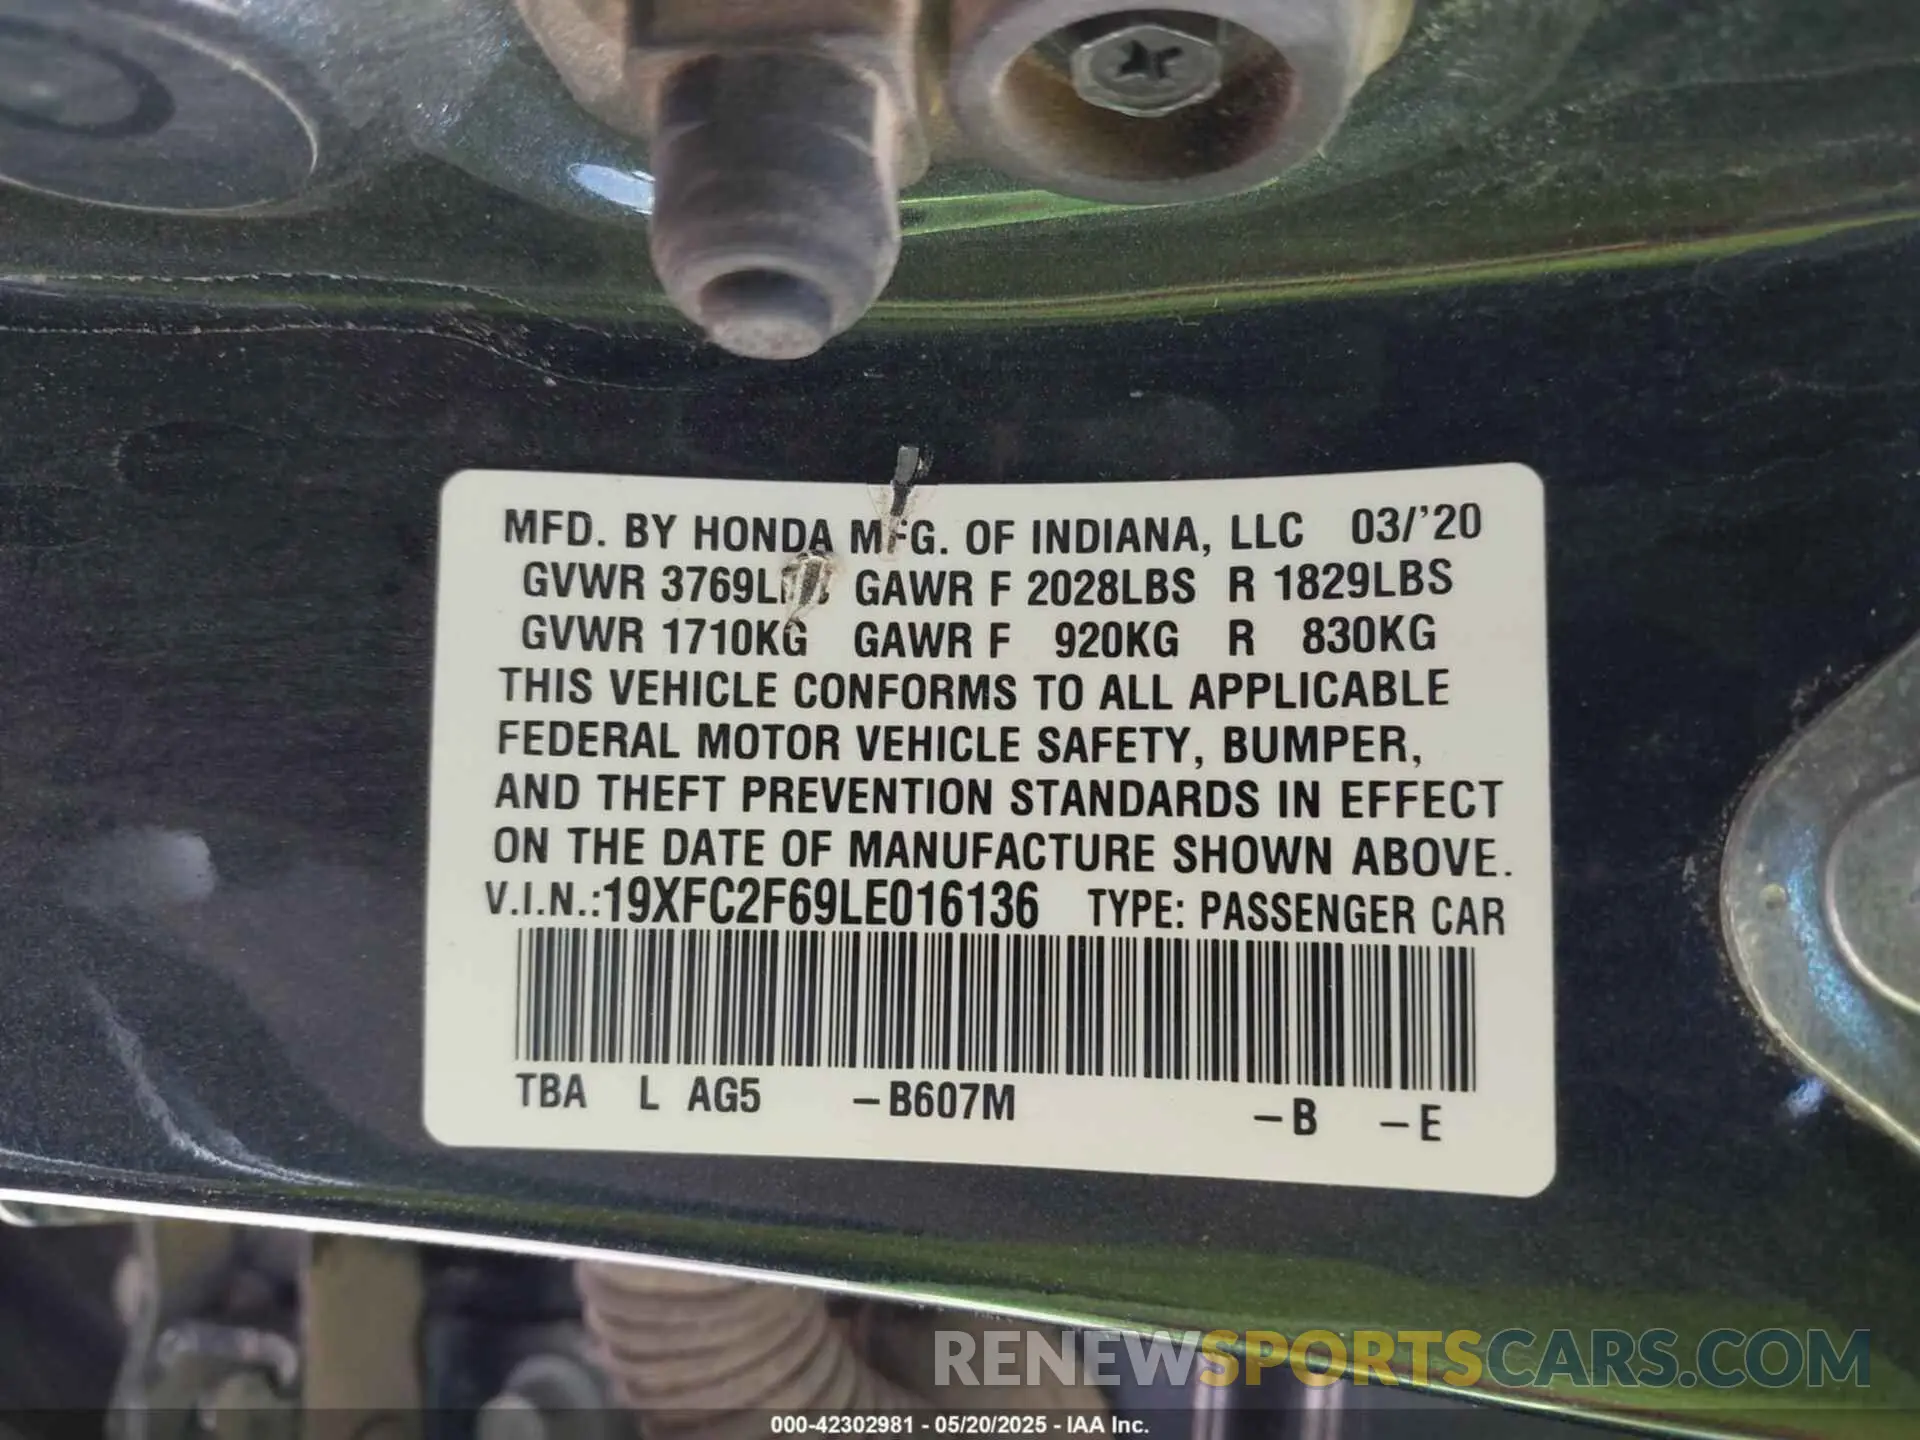 MFD. BY HONDA MFG. OF INDIANA, LLC 03/'20
GVWR 3769LBS GAWR F 2028LBS R 1829LBS
GVWR 1710KG GAWR F 920KG R 830KG
THIS VEHICLE CONFORMS TO ALL APPLICABLE
FEDERAL MOTOR VEHICLE SAFETY, BUMPER,
AND THEFT PREVENTION STANDARDS IN EFFECT
ON THE DATE OF MANUFACTURE SHOWN ABOVE.
V.I.N.:19XFC2F69LE016136 TYPE: PASSENGER CAR
TBA L AG5 -B607M -B -E
RENEWSPORTSCARS.COM
000-42302981 - 05/20/2025 - IAA Inc.